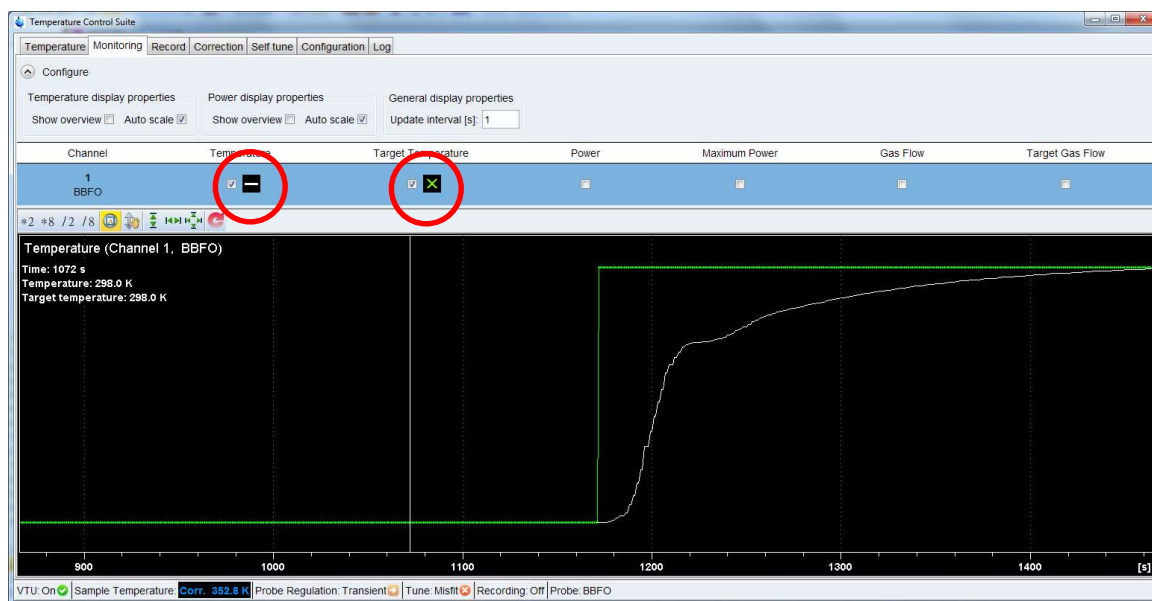 Temperature Control Suite
Temperature Monitoring Record Correction Self tune Configuration Log
Configure
Temperature display properties Power display properties General display properties
Show overview Auto scale Show overview Auto scale Update interval [s]: 1
Channel Temperature Target Temperature Power Maximum Power Gas Flow Target Gas Flow
1
BBFO
*2 *8 /2 /8
Temperature (Channel 1, BBFO)
Time: 1072 s
Temperature: 298.0 K
Target temperature: 298.0 K
900 1000 1100 1200 1300 1400 [s]
VTU: On Sample Temperature: Corr. 352.8 K Probe Regulation: Transient Tune: Misfit Recording: Off Probe: BBFO